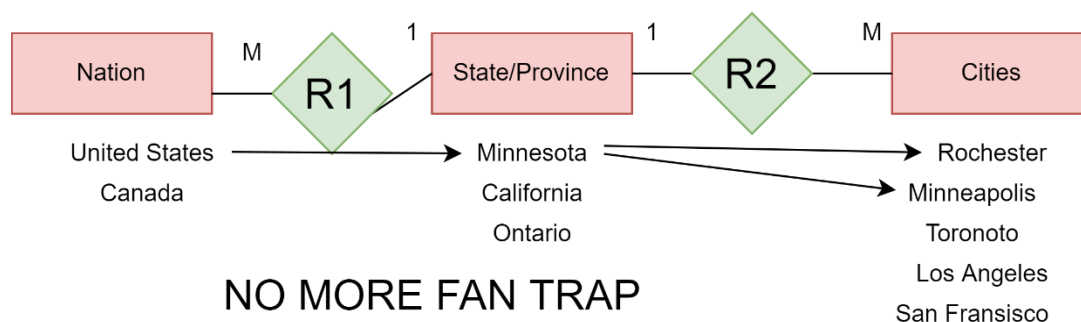 M
1
1
M
Nation
R1
State/Province
R2
Cities
United States
Minnesota
Rochester
Canada
California
Minneapolis
Ontario
Toronoto
Los Angeles
NO MORE FAN TRAP
San Fransisco